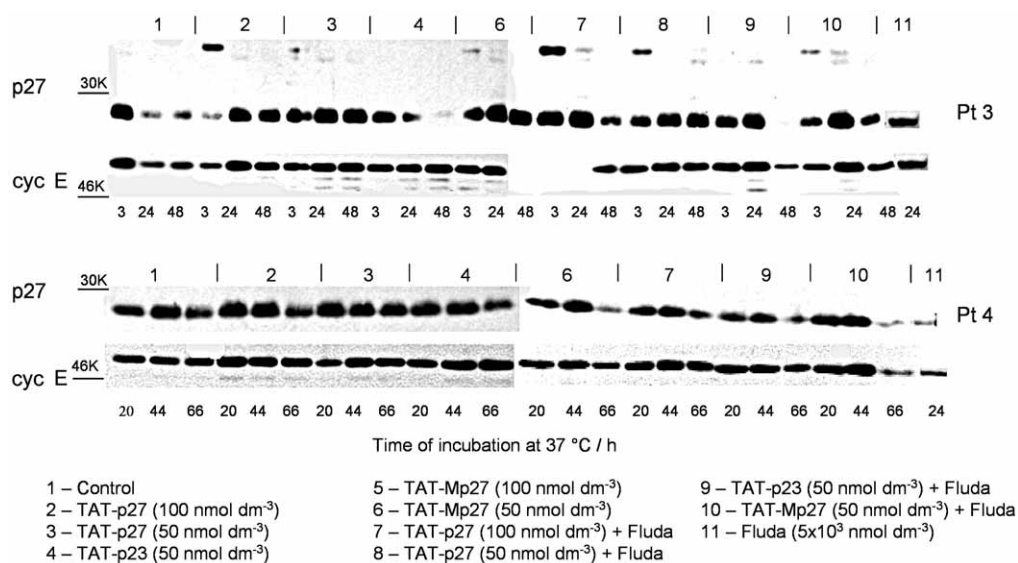 1 | 2 | 3 | 4 | 6 | 7 | 8 | 9 | 10 | 11
p27
30K
Pt 3
cyc E
46K
3 24 48 3 24 48 3 24 48 3 24 48 3 24 48 3 24 48 3 24 48 3 24 48 3 24 48 24
1 | 2 | 3 | 4 | 6 | 7 | 9 | 10 | 11
30K
p27
Pt 4
46K
cyc E
20 44 66 20 44 66 20 44 66 20 44 66 20 44 66 20 44 66 20 44 66 20 44 66 24
Time of incubation at 37 °C / h
1 – Control
2 – TAT-p27 (100 nmol dm⁻³)
3 – TAT-p27 (50 nmol dm⁻³)
4 – TAT-p23 (50 nmol dm⁻³)
5 – TAT-Mp27 (100 nmol dm⁻³)
6 – TAT-Mp27 (50 nmol dm⁻³)
7 – TAT-p27 (100 nmol dm⁻³) + Fluda
8 – TAT-p27 (50 nmol dm⁻³) + Fluda
9 – TAT-p23 (50 nmol dm⁻³) + Fluda
10 – TAT-Mp27 (50 nmol dm⁻³) + Fluda
11 – Fluda (5x10³ nmol dm⁻³)